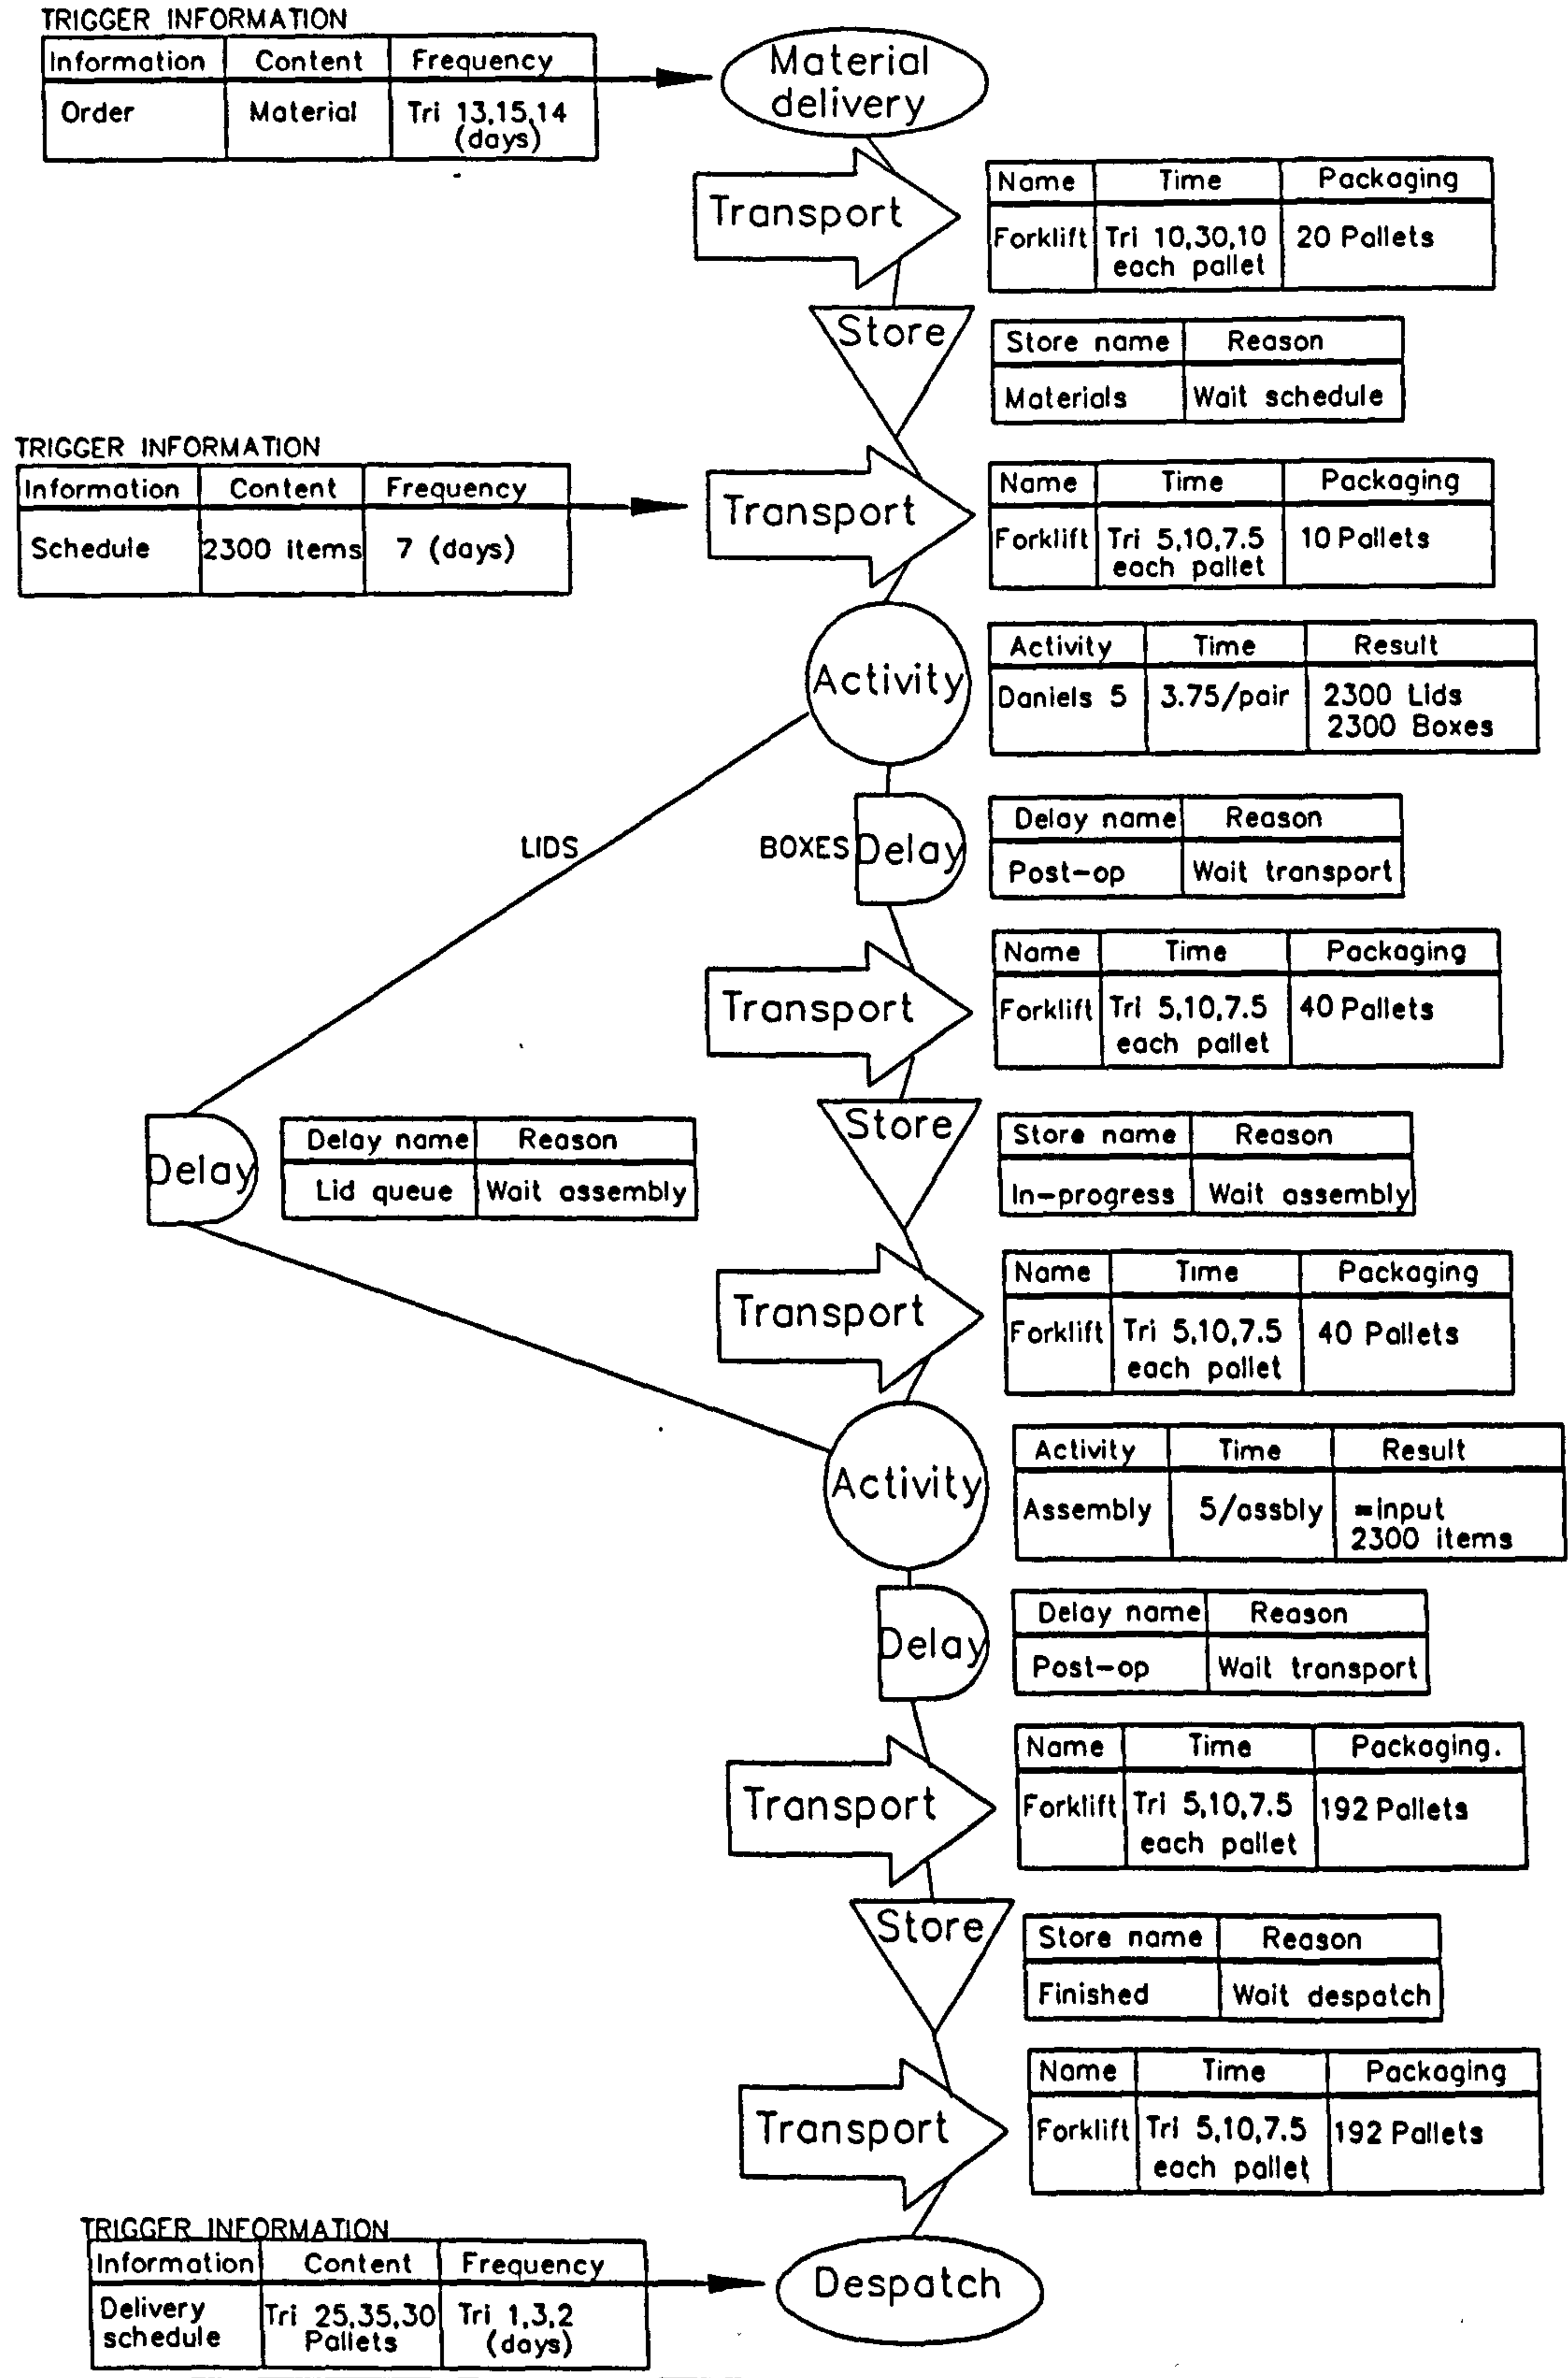 TRIGGER INFORMATION
Information Content Frequency
Order Material Tri 13,15,14
(days)
Material
delivery
Transport
Name Time Packaging
Forklift Tri 10,30,10 20 Pallets
each pallet
Store
Store name Reason
Materials Wait schedule
TRIGGER INFORMATION
Information Content Frequency
Schedule 2300 items 7 (days)
Transport
Name Time Packaging
Forklift Tri 5,10,7.5 10 Pallets
each pallet
Activity
Activity Time Result
Daniels 5 3.75/pair 2300 Lids
2300 Boxes
LIDS
BOXES
Delay
Delay name Reason
Post-op Wait transport
Transport
Name Time Packaging
Forklift Tri 5,10,7.5 40 Pallets
each pallet
Delay
Delay name Reason
Lid queue Wait assembly
Store
Store name Reason
In-progress Wait assembly
Transport
Name Time Packaging
Forklift Tri 5,10,7.5 40 Pallets
each pallet
Activity
Activity Time Result
Assembly 5/assbly =input
2300 items
Delay
Delay name Reason
Post-op Wait transport
Transport
Name Time Packaging.
Forklift Tri 5,10,7.5 192 Pallets
each pallet
Store
Store name Reason
Finished Wait despatch
Transport
Name Time Packaging
Forklift Tri 5,10,7.5 192 Pallets
each pallet
TRIGGER INFORMATION
Information Content Frequency
Delivery schedule Tri 25,35,30 Pallets Tri 1,3,2 (days)
Despatch